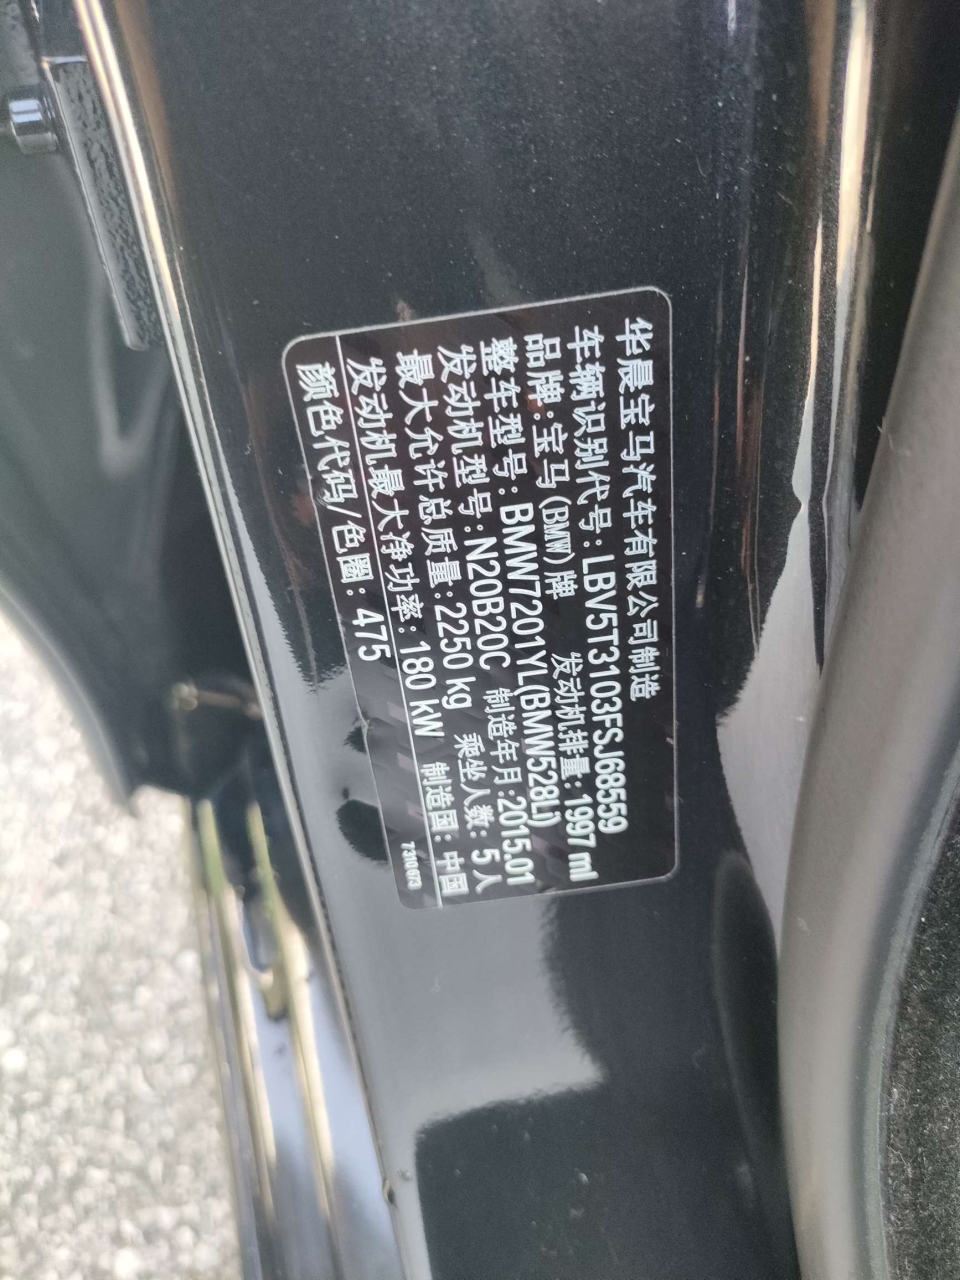 华晨宝马汽车有限公司制造
车辆识别代号：LBV5T3103FSJ68559
品牌：宝马(BMW)牌 发动机排量：1997 ml
整车型号：BMW7201YL(BMW528Li)
发动机型号：N20B20C 制造年月：2015.01
最大允许总质量：2250 kg 乘坐人数：5人
发动机最大净功率：180 kW 制造国：中国
颜色代码/色圈：475
7310973